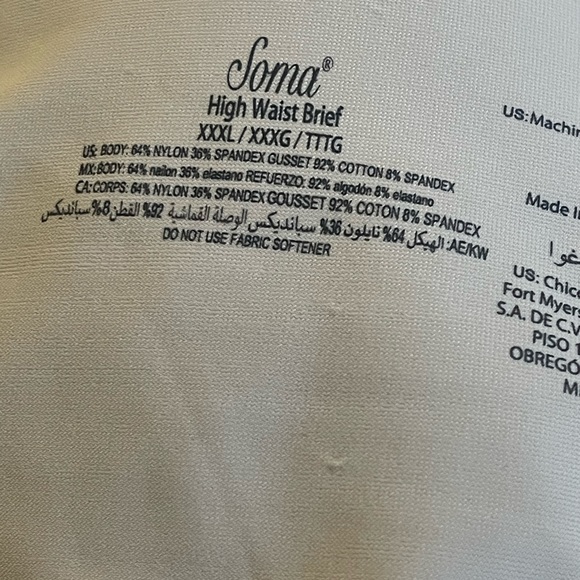 Soma®
High Waist Brief
XXXL / XXXG / TTTG
US: BODY: 64% NYLON 36% SPANDEX GUSSET 92% COTTON 8% SPANDEX
MX:BODY: 64% nailon 36% elastano REFUERZO: 92% algodón 8% elastano
CA:CORPS: 64% NYLON 36% SPANDEX GOUSSET 92% COTON 8% SPANDEX
AE/KW: الهيكل 64% نايلون 36% سبانديكس الوصلة القماشية 92% القطن 8% سبانديكس
DO NOT USE FABRIC SOFTENER
US:Machin
Made I
US: Chico
Fort Myers
S.A. DE C.V
PISO 1
OBREGÓ
M